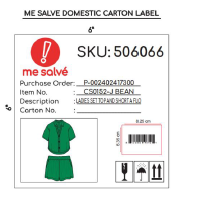 ME SALVE DOMESTIC CARTON LABEL
6"
me salvé
SKU: 506066
Purchase Order: P-002402417300
Item No. : CS0152-J BEAN
Description : LADIES SET TOP AND SHORT A FLO
Carton No. :
6"